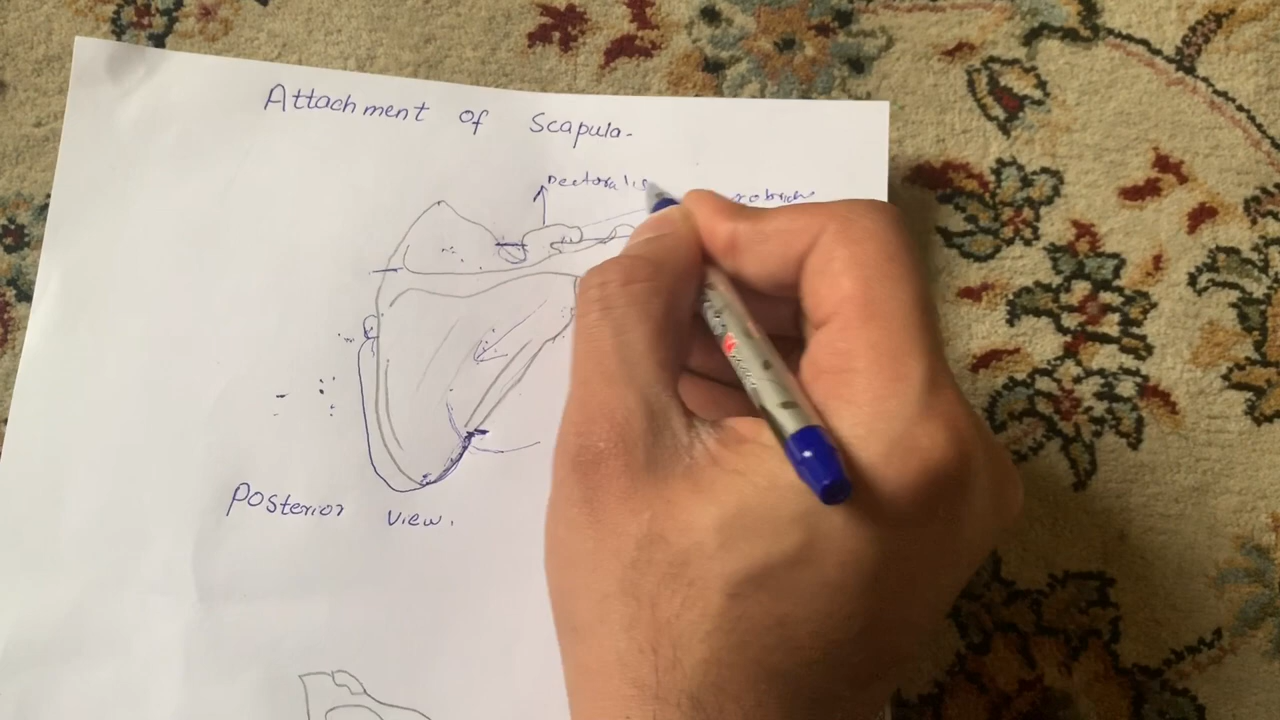 Attachment of Scapula.
Pectoralis
Posterior View.